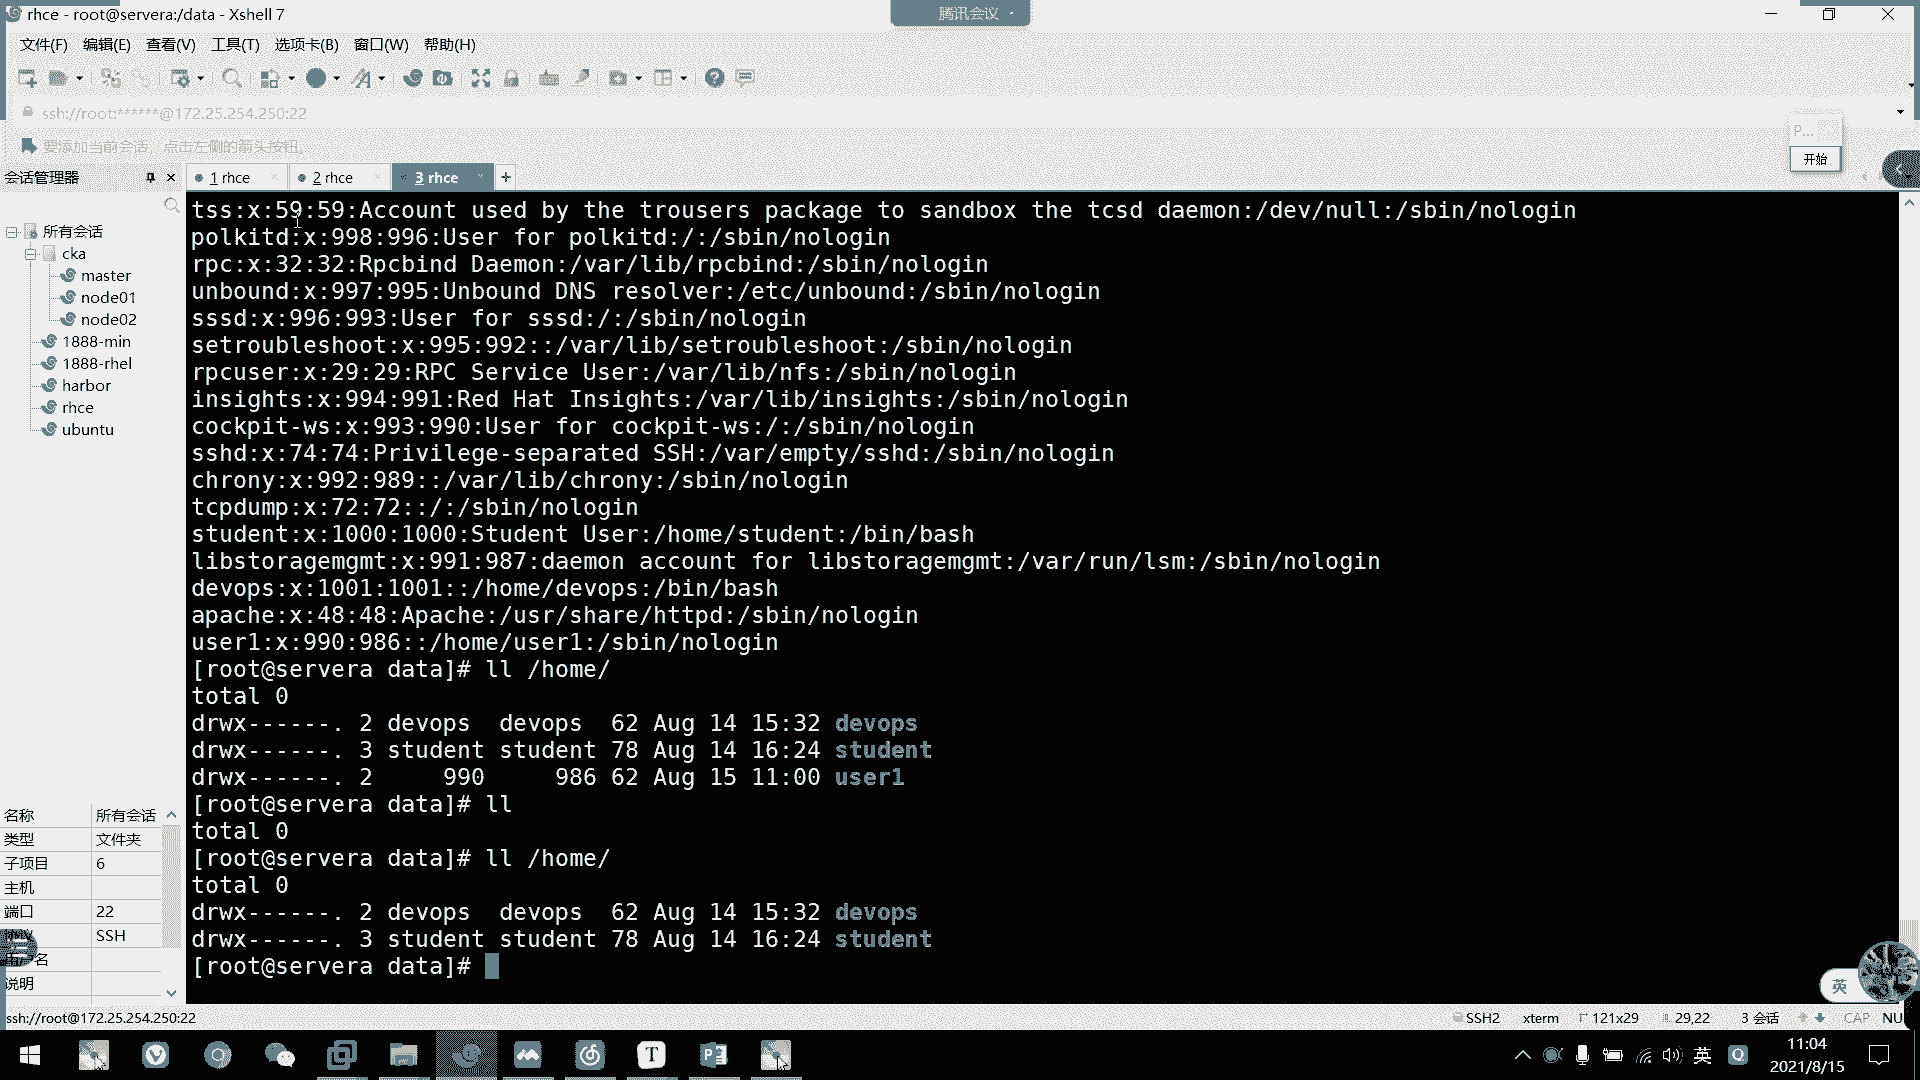 rhce - root@servera:/data - Xshell 7
腾讯会议
文件(F) 编辑(E) 查看(V) 工具(T) 选项卡(B) 窗口(W) 帮助(H)
ssh://root:******@172.25.254.250:22
要添加当前会话，点击左侧的箭头按钮。
P...
开始
会话管理器
1 rhce
2 rhce
3 rhce
所有会话
cka
master
node01
node02
1888-min
1888-rhel
harbor
rhce
ubuntu
名称 所有会话
类型 文件夹
子项目 6
主机
端口 22
协议 SSH
用户名
说明
tss:x:59:59:Account used by the trousers package to sandbox the tcsd daemon:/dev/null:/sbin/nologin
polkitd:x:998:996:User for polkitd:/:/sbin/nologin
rpc:x:32:32:Rpcbind Daemon:/var/lib/rpcbind:/sbin/nologin
unbound:x:997:995:Unbound DNS resolver:/etc/unbound:/sbin/nologin
sssd:x:996:993:User for sssd:/:/sbin/nologin
setroubleshoot:x:995:992::/var/lib/setroubleshoot:/sbin/nologin
rpcuser:x:29:29:RPC Service User:/var/lib/nfs:/sbin/nologin
insights:x:994:991:Red Hat Insights:/var/lib/insights:/sbin/nologin
cockpit-ws:x:993:990:User for cockpit-ws:/:/sbin/nologin
sshd:x:74:74:Privilege-separated SSH:/var/empty/sshd:/sbin/nologin
chrony:x:992:989::/var/lib/chrony:/sbin/nologin
tcpdump:x:72:72::/:/sbin/nologin
student:x:1000:1000:Student User:/home/student:/bin/bash
libstoragemgmt:x:991:987:daemon account for libstoragemgmt:/var/run/lsm:/sbin/nologin
devops:x:1001:1001::/home/devops:/bin/bash
apache:x:48:48:Apache:/usr/share/httpd:/sbin/nologin
user1:x:990:986::/home/user1:/sbin/nologin
[root@servera data]# ll /home/
total 0
drwx------. 2 devops  devops  62 Aug 14 15:32 devops
drwx------. 3 student student 78 Aug 14 16:24 student
drwx------. 2     990     986 62 Aug 15 11:00 user1
[root@servera data]# ll
total 0
[root@servera data]# ll /home/
total 0
drwx------. 2 devops  devops  62 Aug 14 15:32 devops
drwx------. 3 student student 78 Aug 14 16:24 student
[root@servera data]#
英
ssh://root@172.25.254.250:22
SSH2 xterm 121x29 29,22 3 会话 CAP NU
英
11:04
2021/8/15